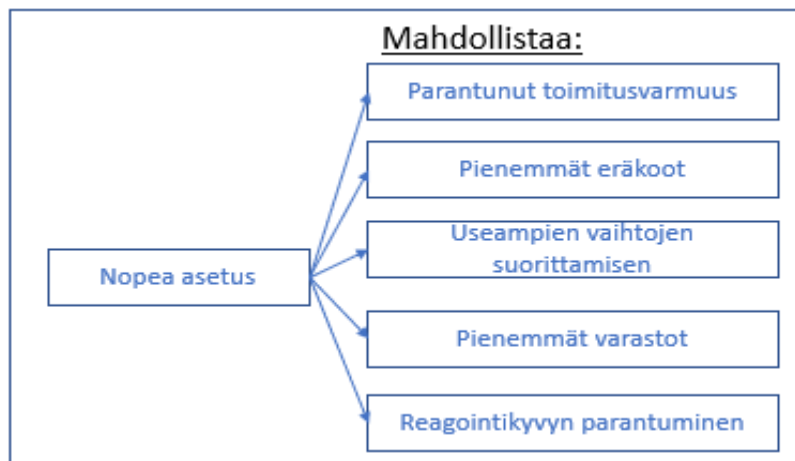 Mahdollistaa:
Parantunut toimitusvarmuus
Pienemmät eräkoot
Useampien vaihtojen
suorittamisen
Nopea asetus
Pienemmät varastot
Reagointikyvyn parantuminen